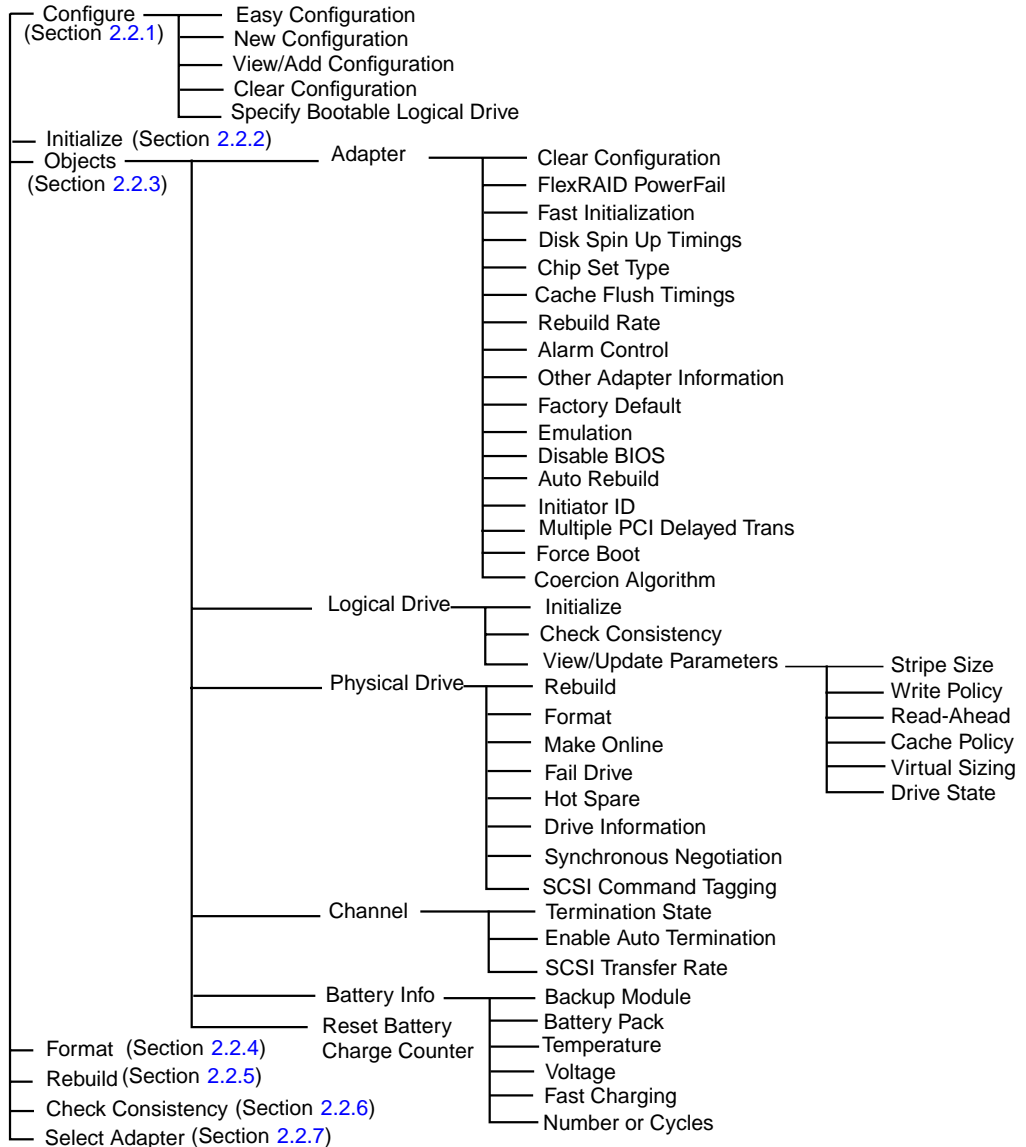 Configure
(Section 2.2.1)
Easy Configuration
New Configuration
View/Add Configuration
Clear Configuration
Specify Bootable Logical Drive
Initialize (Section 2.2.2)
Objects
(Section 2.2.3)
Adapter
Clear Configuration
FlexRAID PowerFail
Fast Initialization
Disk Spin Up Timings
Chip Set Type
Cache Flush Timings
Rebuild Rate
Alarm Control
Other Adapter Information
Factory Default
Emulation
Disable BIOS
Auto Rebuild
Initiator ID
Multiple PCI Delayed Trans
Force Boot
Coercion Algorithm
Logical Drive
Initialize
Check Consistency
View/Update Parameters
Stripe Size
Write Policy
Read-Ahead
Cache Policy
Virtual Sizing
Drive State
Physical Drive
Rebuild
Format
Make Online
Fail Drive
Hot Spare
Drive Information
Synchronous Negotiation
SCSI Command Tagging
Channel
Termination State
Enable Auto Termination
SCSI Transfer Rate
Battery Info
Backup Module
Battery Pack
Temperature
Voltage
Fast Charging
Number or Cycles
Reset Battery
Charge Counter
Format (Section 2.2.4)
Rebuild (Section 2.2.5)
Check Consistency (Section 2.2.6)
Select Adapter (Section 2.2.7)